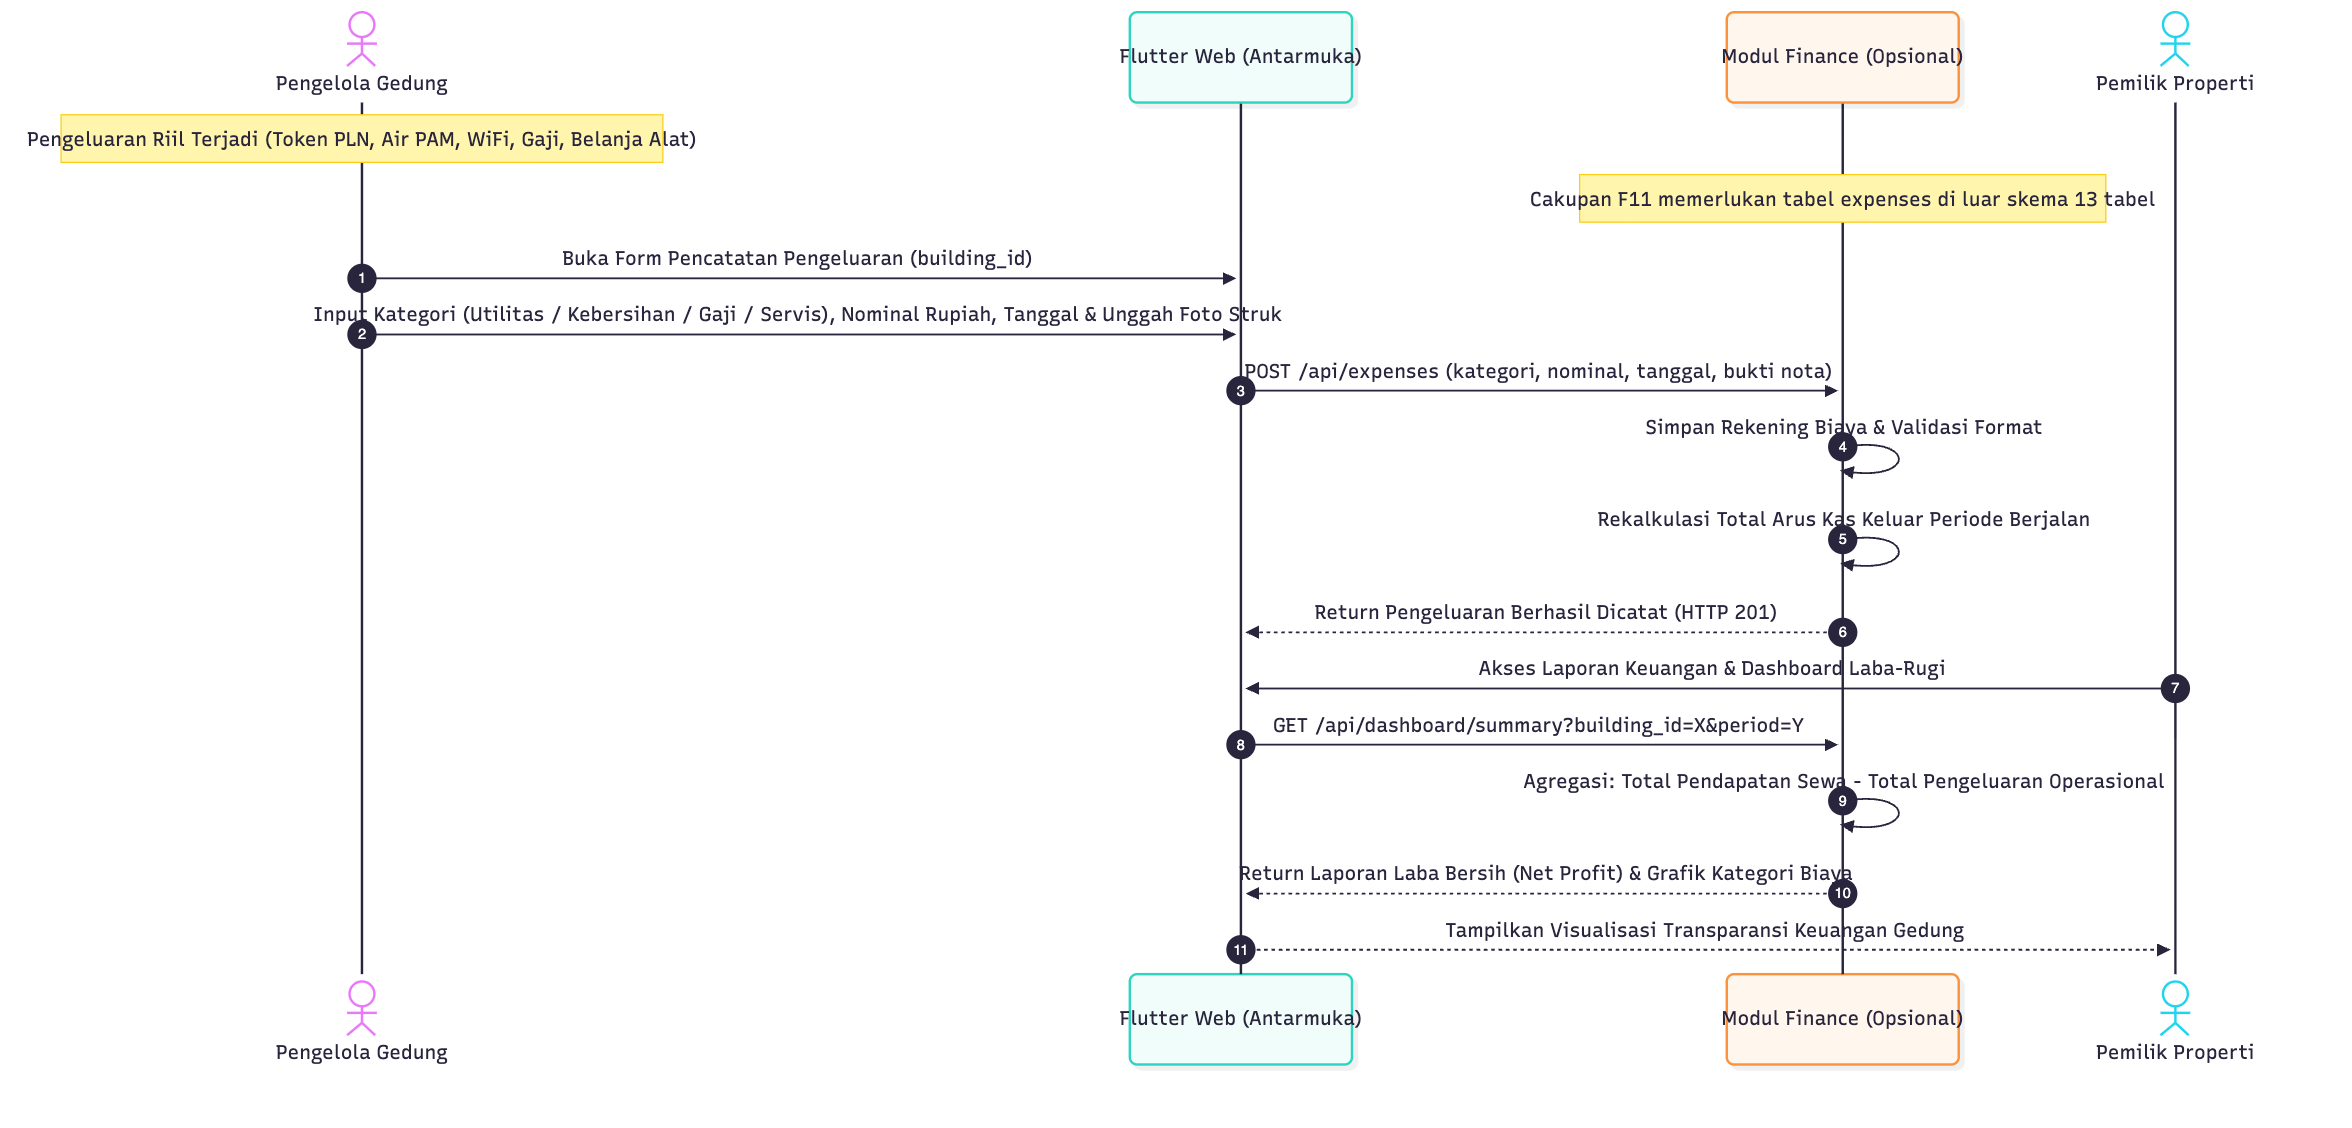 Pengelola Gedung
Flutter Web (Antarmuka)
Modul Finance (Opsional)
Pemilik Properti
Pengeluaran Riil Terjadi (Token PLN, Air PAM, WiFi, Gaji, Belanja Alat)
Cakupan F11 memerlukan tabel expenses di luar skema 13 tabel
Buka Form Pencatatan Pengeluaran (building_id)
1
Input Kategori (Utilitas / Kebersihan / Gaji / Servis), Nominal Rupiah, Tanggal & Unggah Foto Struk
2
POST /api/expenses (kategori, nominal, tanggal, bukti nota)
3
Simpan Rekening Biaya & Validasi Format
4
Rekalkulasi Total Arus Kas Keluar Periode Berjalan
5
Return Pengeluaran Berhasil Dicatat (HTTP 201)
6
Akses Laporan Keuangan & Dashboard Laba-Rugi
7
GET /api/dashboard/summary?building_id=X&period=Y
8
Agregasi: Total Pendapatan Sewa - Total Pengeluaran Operasional
9
Return Laporan Laba Bersih (Net Profit) & Grafik Kategori Biaya
10
Tampilkan Visualisasi Transparansi Keuangan Gedung
11
Pengelola Gedung
Flutter Web (Antarmuka)
Modul Finance (Opsional)
Pemilik Properti